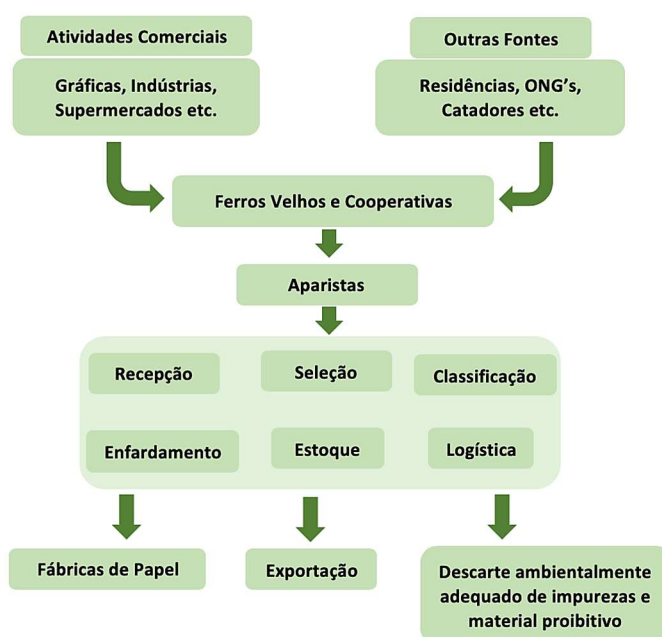 Atividades Comerciais
Gráficas, Indústrias,
Supermercados etc.
Outras Fontes
Residências, ONG's,
Catadores etc.
Ferros Velhos e Cooperativas
Aparistas
Recepção
Seleção
Classificação
Enfardamento
Estoque
Logística
Fábricas de Papel
Exportação
Descarte ambientalmente
adequado de impurezas e
material proibitivo